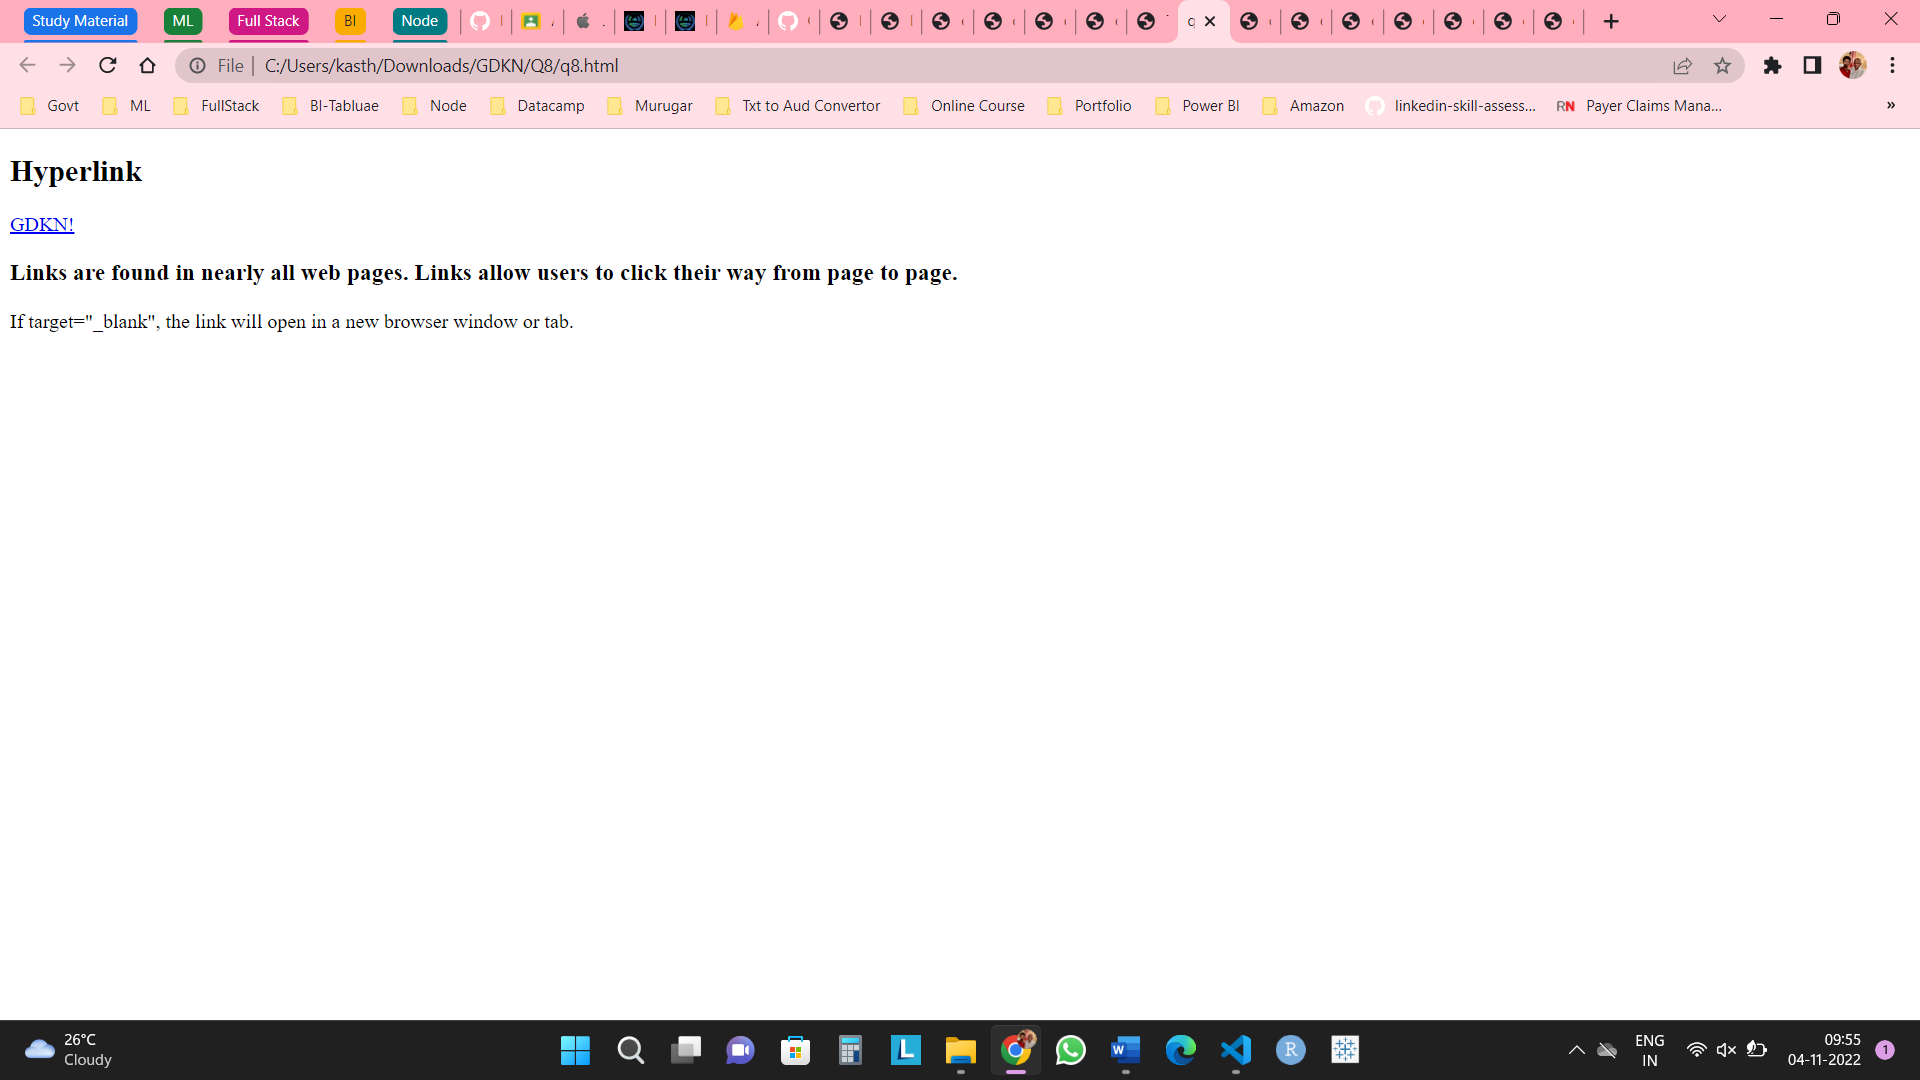 Study Material ML Full Stack BI Node
File C:/Users/kasth/Downloads/GDKN/Q8/q8.html
Govt ML FullStack BI-Tabluae Node Datacamp Murugar Txt to Aud Convertor Online Course Portfolio Power BI Amazon linkedin-skill-assess... RN Payer Claims Mana... »
Hyperlink
GDKN!
Links are found in nearly all web pages. Links allow users to click their way from page to page.
If target="_blank", the link will open in a new browser window or tab.
26°C
Cloudy
ENG
IN
09:55
04-11-2022
1